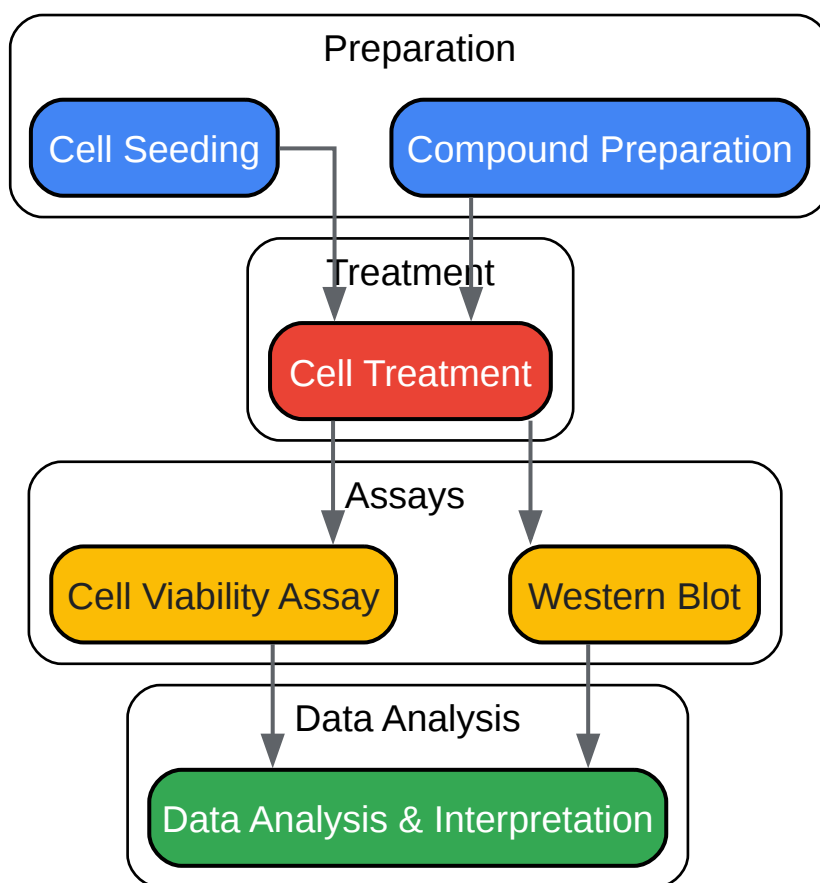 Preparation
Cell Seeding
Compound Preparation
Treatment
Cell Treatment
Assays
Cell Viability Assay
Western Blot
Data Analysis
Data Analysis & Interpretation